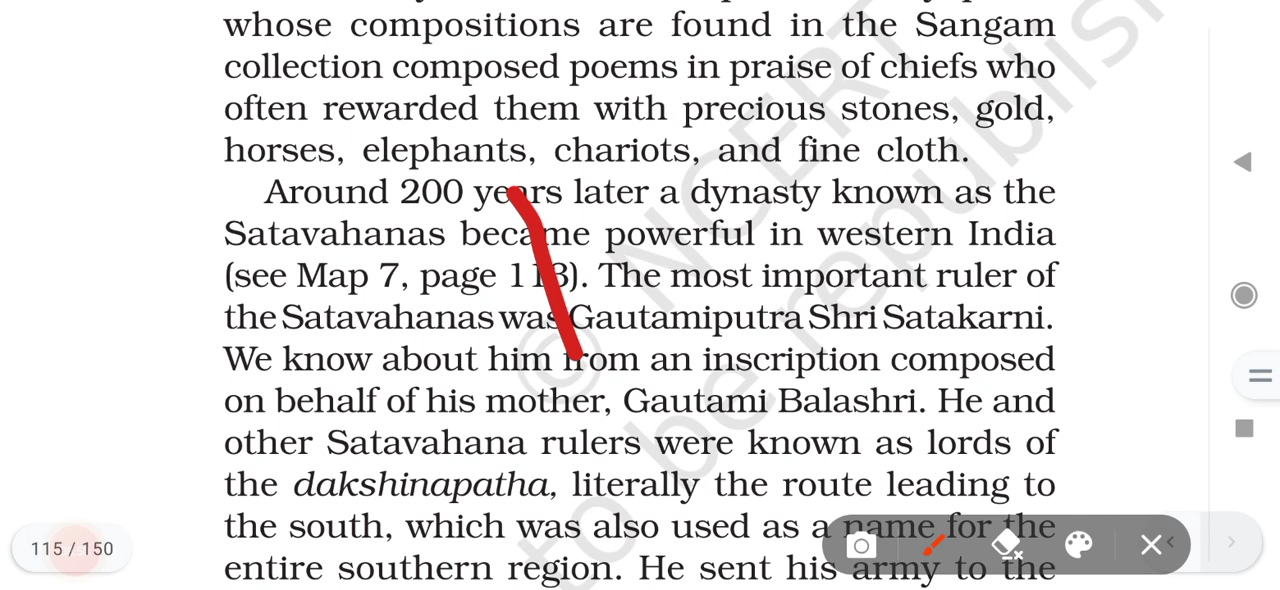 whose compositions are found in the Sangam
collection composed poems in praise of chiefs who
often rewarded them with precious stones, gold,
horses, elephants, chariots, and fine cloth.
Around 200 years later a dynasty known as the
Satavahanas became powerful in western India
(see Map 7, page 113). The most important ruler of
the Satavahanas was Gautamiputra Shri Satakarni.
We know about him from an inscription composed
on behalf of his mother, Gautami Balashri. He and
other Satavahana rulers were known as lords of
the dakshinapatha, literally the route leading to
the south, which was also used as a name for the
entire southern region. He sent his army to the
115 / 150
© NCERT
to be republish